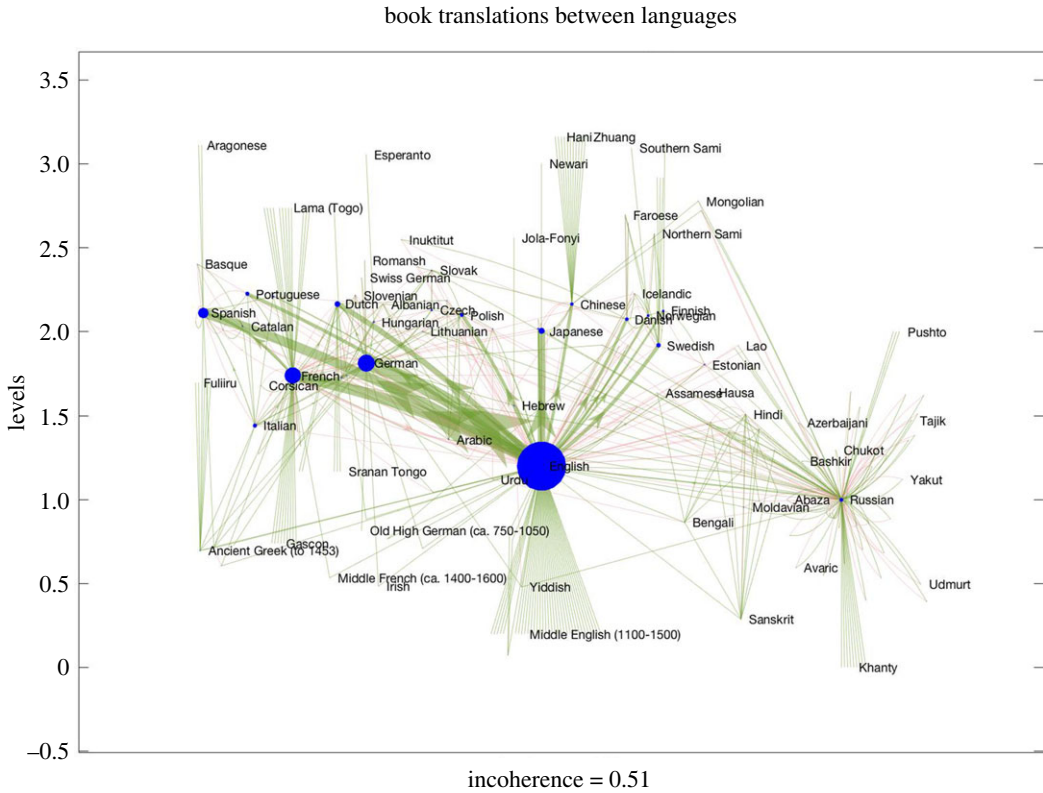 book translations between languages
3.5
3.0
2.5
2.0
1.5
1.0
0.5
0
–0.5
levels
Aragonese
Esperanto
HaniZhuang
Southern Sami
Newari
Lama (Togo)
Mongolian
Faroese
Inuktitut
Jola-Fonyi
Northern Sami
Basque
Romansh
Slovak
Swiss German
Portuguese
Slovenian
Icelandic
Spanish
Dutch
Albanian
Czech
Polish
Chinese
Finnish
Norwegian
Danish
Catalan
Hungarian
Lithuanian
Japanese
Pushto
Swedish
Lao
German
Estonian
Fuliiru
French
Corsican
Assamese
Hausa
Hebrew
Hindi
Italian
Azerbaijani
Tajik
Arabic
Chukot
Bashkir
Sranan Tongo
English
Urdu
Yakut
Abaza
Russian
Moldavian
Old High German (ca. 750-1050)
Bengali
Gascon
Ancient Greek (to 1453)
Avaric
Middle French (ca. 1400-1600)
Irish
Yiddish
Udmurt
Sanskrit
Middle English (1100-1500)
Khanty
incoherence = 0.51